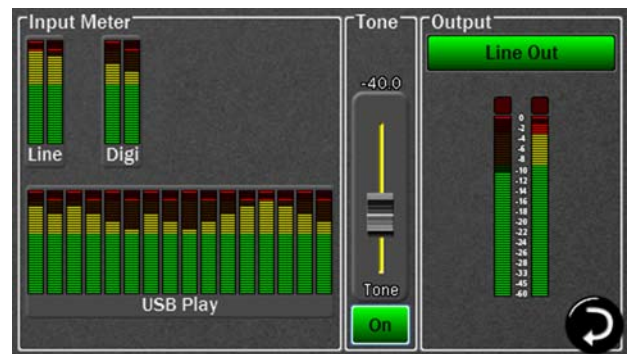 Input Meter
Line
Digi
USB Play
Tone
-40.0
Tone
On
Output
Line Out
0
-2
-4
-6
-8
-10
-12
-14
-16
-18
-20
-22
-24
-26
-28
-33
-45
-60